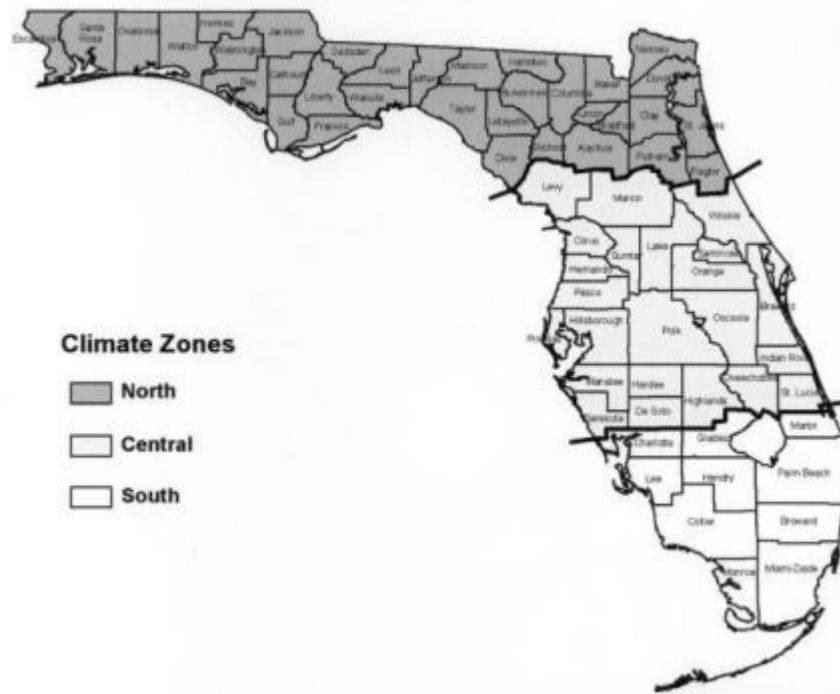 Holmes
Jackson
Escambia
Santa
Rosa
Okaloosa
Walton
Washington
Bay
Calhoun
Gadsden
Leon
Liberty
Wakulla
Gulf
Franklin
Jefferson
Madison
Hamilton
Taylor
Suwannee
Lafayette
Columbia
Dixie
Gilchrist
Nassau
Baker
Duval
Union
Bradford
Clay
St. Johns
Alachua
Putnam
Flagler
Levy
Marion
Volusia
Citrus
Sumter
Lake
Seminole
Hernando
Orange
Pasco
Brevard
Osceola
Hillsborough
Polk
Climate Zones
Indian River
North
Manatee
Hardee
Okeechobee
St. Lucie
Highlands
De Soto
Sarasota
Martin
Central
Charlotte
Glades
Palm Beach
Lee
Hendry
South
Collier
Broward
Monroe
Miami-Dade